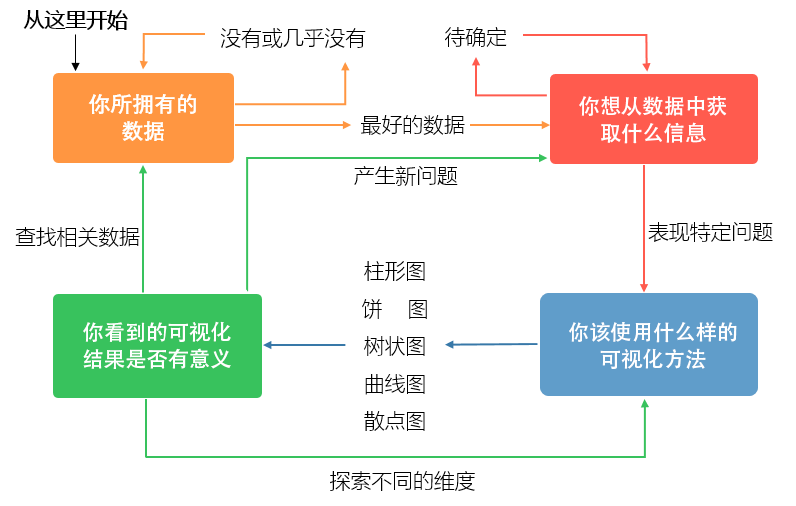 从这里开始
没有或几乎没有
待确定
你所拥有的
数据
最好的数据
你想从数据中获
取什么信息
产生新问题
查找相关数据
表现特定问题
柱形图
饼 图
树状图
曲线图
散点图
你看到的可视化
结果是否有意义
你该使用什么样的
可视化方法
探索不同的维度